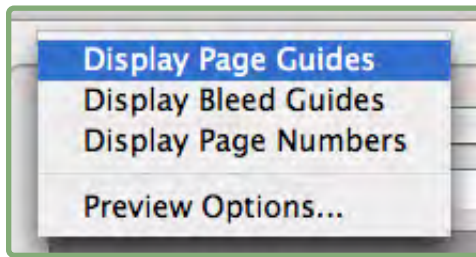 Display Page Guides
Display Bleed Guides
Display Page Numbers
Preview Options...